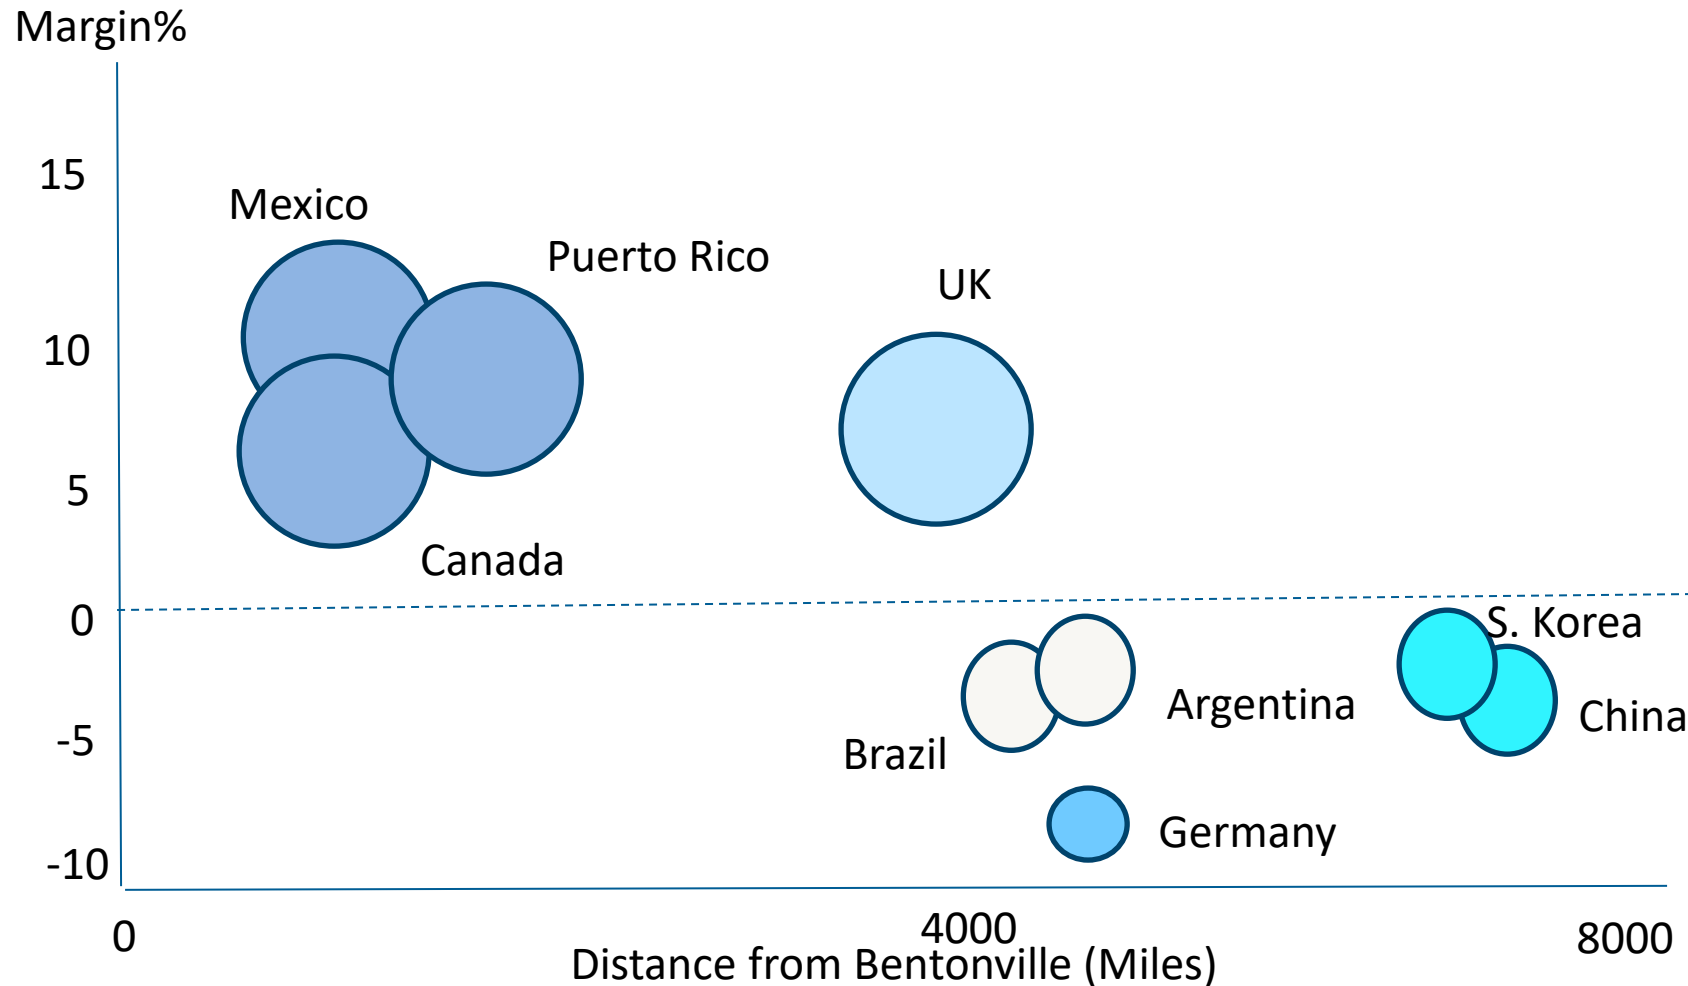 Margin%
15
Mexico
Puerto Rico
UK
10
5
Canada
0
S. Korea
Argentina
China
-5
Brazil
Germany
-10
0
4000
8000
Distance from Bentonville (Miles)